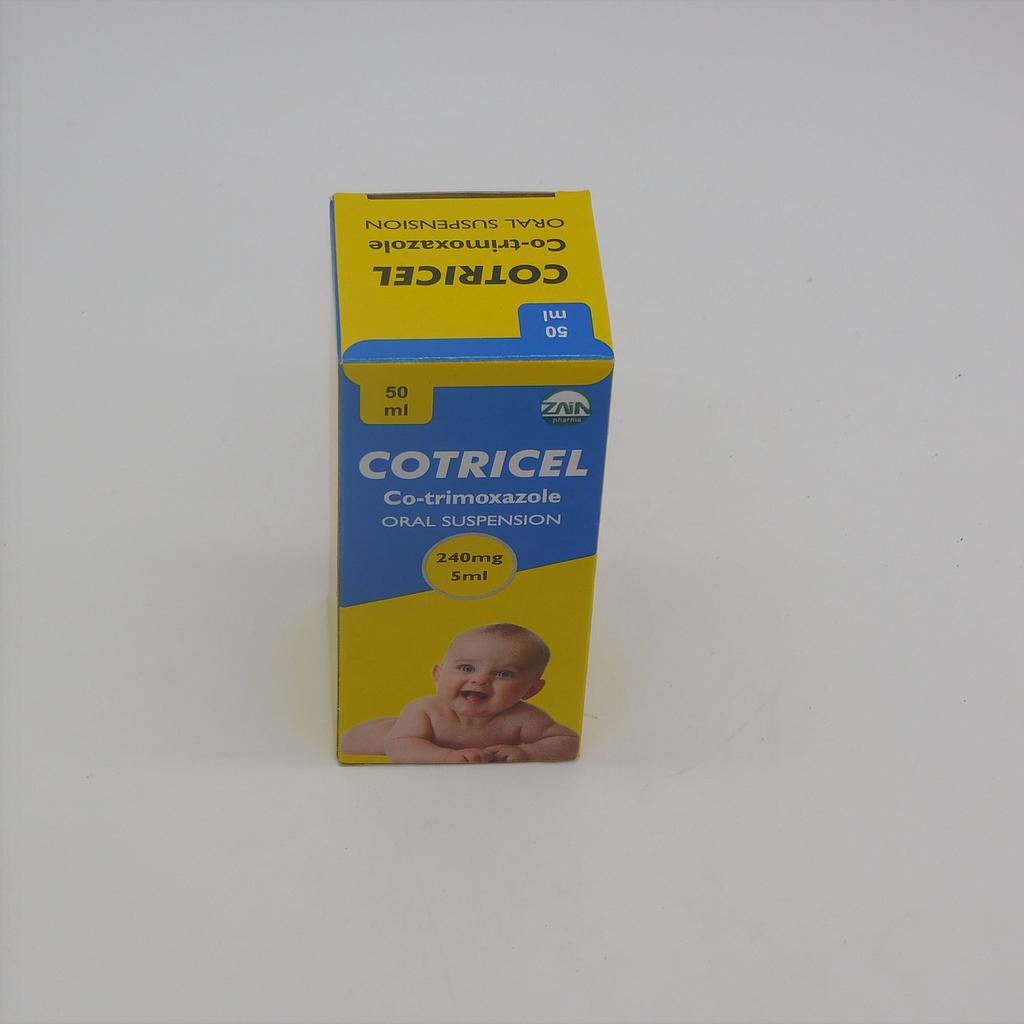 COTRICEL
Co-trimoxazole
ORAL SUSPENSION
50
ml
50
ml
ZAIN
pharma
COTRICEL
Co-trimoxazole
ORAL SUSPENSION
240mg
5ml